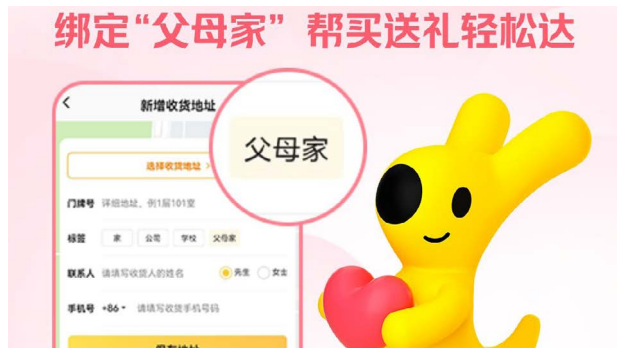 绑定“父母家” 帮买送礼轻松达
新增收货地址
父母家
选择收货地址 >
门牌号 详细地址,例1层101室
标签 家 公司 学校 父母家
联系人 请填写收货人的姓名 先生 女士
手机号 +86 请填写收货手机号码
保存地址